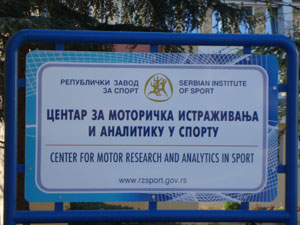 РЕПУБЛИЧКИ ЗАВОД
ЗА СПОРТ
SERBIAN INSTITUTE
OF SPORT
ЦЕНТАР ЗА МОТОРИЧКА ИСТРАЖИВАЊА
И АНАЛИТИКУ У СПОРТУ
CENTER FOR MOTOR RESEARCH AND ANALYTICS IN SPORT
www.rzsport.gov.rs